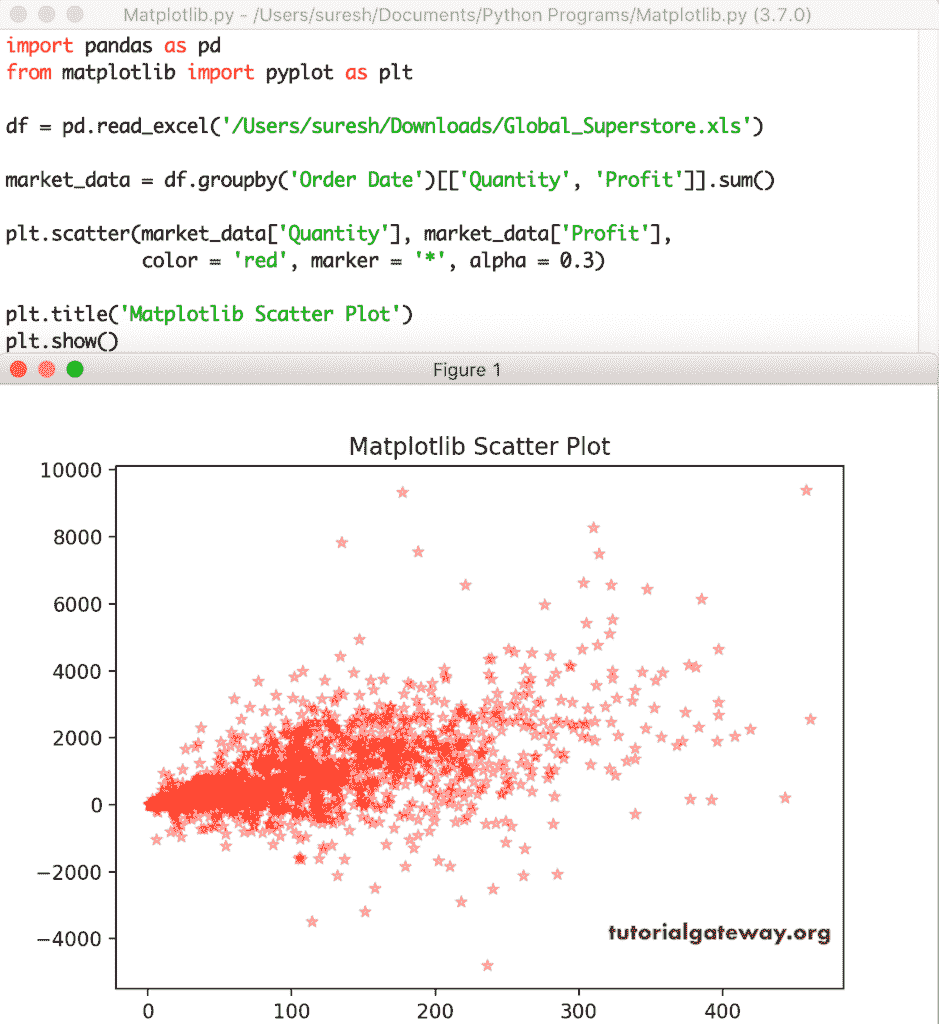 Matplotlib.py - /Users/suresh/Documents/Python Programs/Matplotlib.py (3.7.0)
import pandas as pd
from matplotlib import pyplot as plt
df = pd.read_excel('/Users/suresh/Downloads/Global_Superstore.xls')
market_data = df.groupby('Order Date')[['Quantity', 'Profit']].sum()
plt.scatter(market_data['Quantity'], market_data['Profit'],
            color = 'red', marker = '*', alpha = 0.3)
plt.title('Matplotlib Scatter Plot')
plt.show()
Figure 1
Matplotlib Scatter Plot
10000
8000
6000
4000
2000
0
−2000
−4000
tutorialgateway.org
0 100 200 300 400